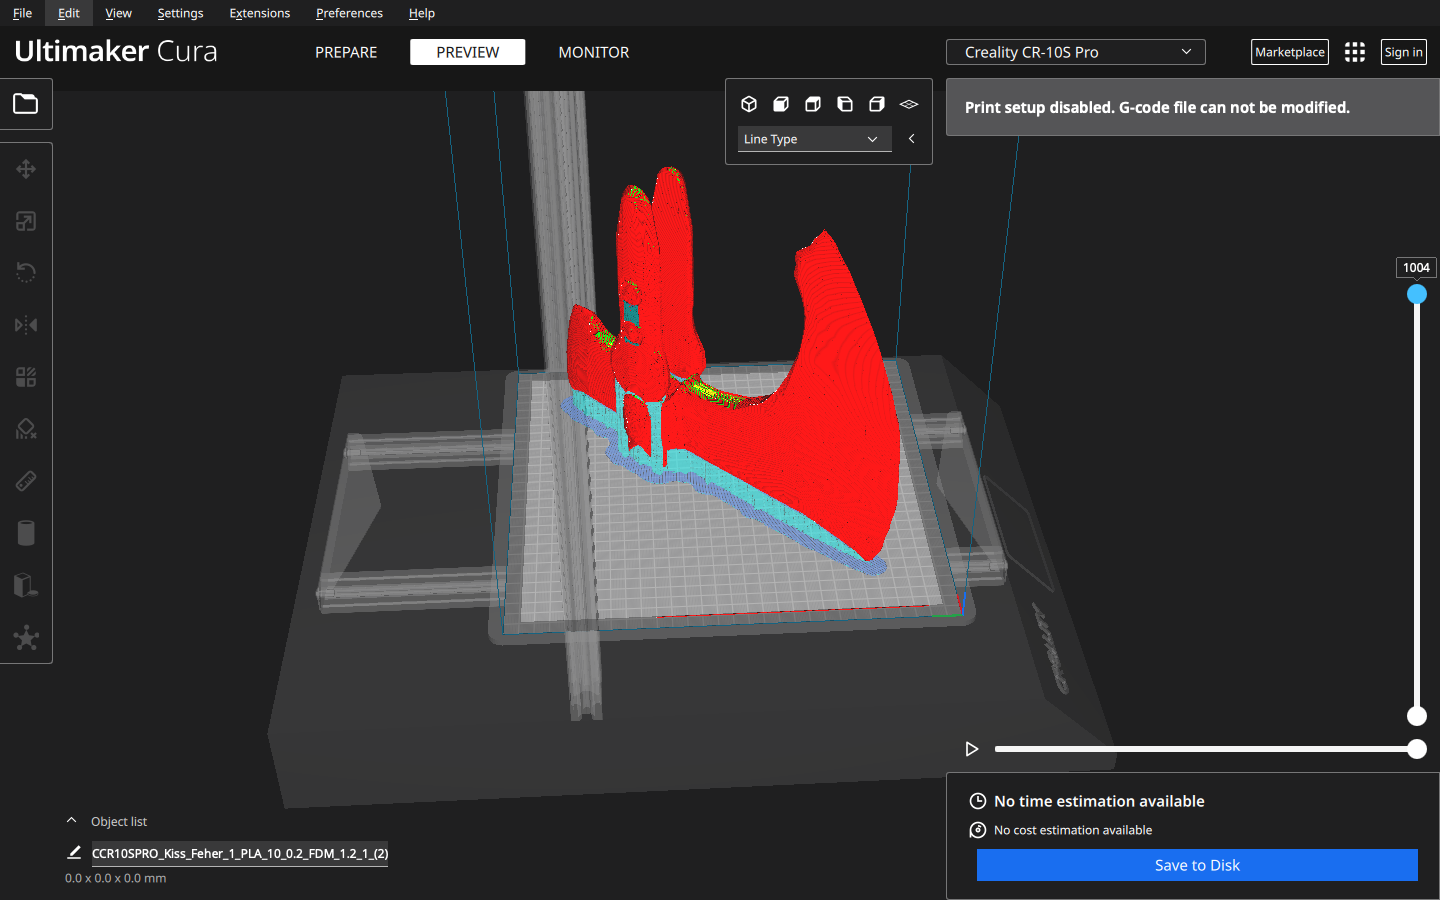 File Edit View Settings Extensions Preferences Help
Ultimaker Cura PREPARE PREVIEW MONITOR Creality CR-10S Pro Marketplace Sign in
Print setup disabled. G-code file can not be modified.
Line Type
1004
No time estimation available
No cost estimation available
Save to Disk
Object list
CCR10SPRO_Kiss_Feher_1_PLA_10_0.2_FDM_1.2_1_(2)
0.0 x 0.0 x 0.0 mm